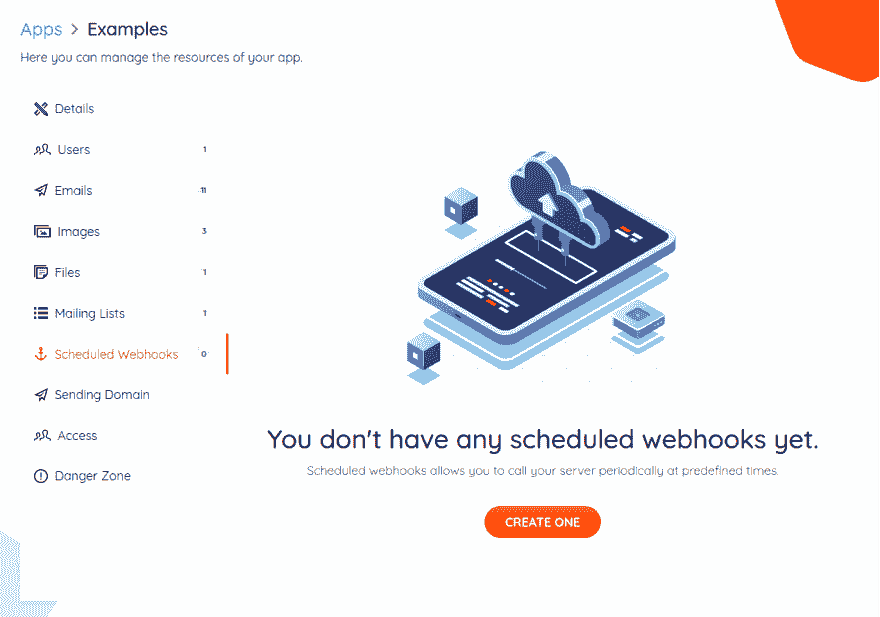 Apps > Examples
Here you can manage the resources of your app.
Details
Users 1
Emails 11
Images 3
Files 1
Mailing Lists 1
Scheduled Webhooks 0
Sending Domain
Access
Danger Zone
You don't have any scheduled webhooks yet.
Scheduled webhooks allows you to call your server periodically at predefined times.
CREATE ONE